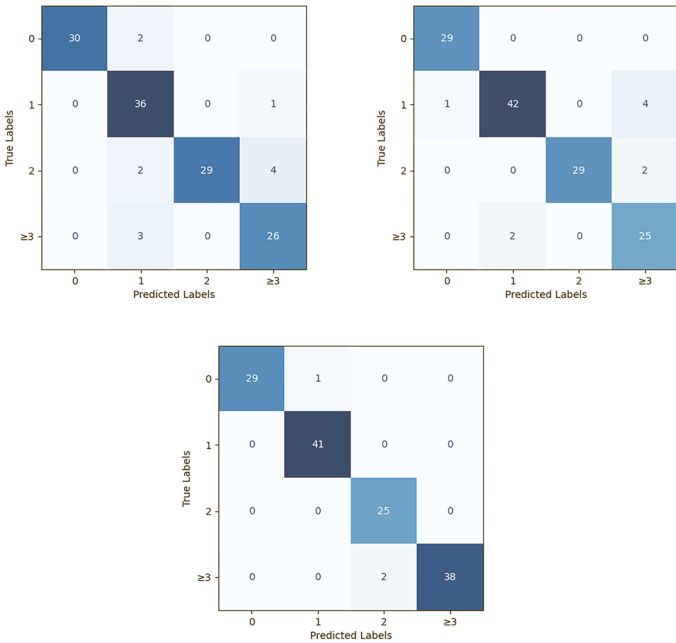 0 30 2 0 0
1 0 36 0 1
2 0 2 29 4
≥3 0 3 0 26
0 1 2 ≥3
True Labels
Predicted Labels
0 29 0 0 0
1 1 42 0 4
2 0 0 29 2
≥3 0 2 0 25
0 1 2 ≥3
True Labels
Predicted Labels
0 29 1 0 0
1 0 41 0 0
2 0 0 25 0
≥3 0 0 2 38
0 1 2 ≥3
True Labels
Predicted Labels